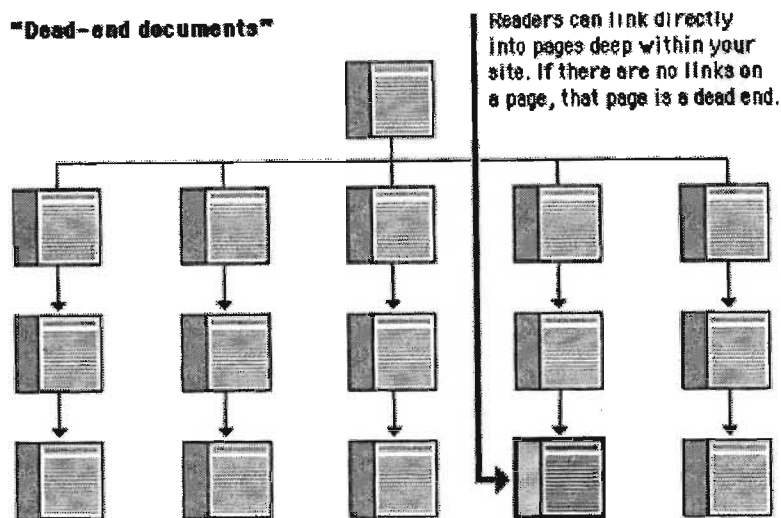 "Dead-end documents"
Readers can link directly
into pages deep within your
site. If there are no links on
a page, that page is a dead end.